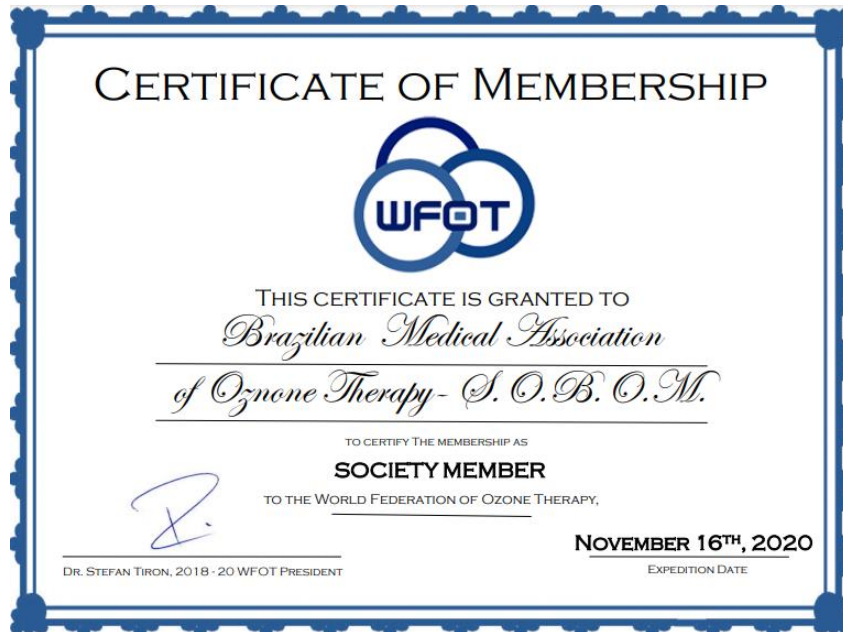 CERTIFICATE OF MEMBERSHIP
WFOT
THIS CERTIFICATE IS GRANTED TO
Brazilian Medical Association
of Oznone Therapy- S. O. B. O. M.
TO CERTIFY THE MEMBERSHIP AS
SOCIETY MEMBER
TO THE WORLD FEDERATION OF OZONE THERAPY,
NOVEMBER 16TH, 2020
DR. STEFAN TIRON, 2018 - 20 WFOT PRESIDENT
EXPEDITION DATE